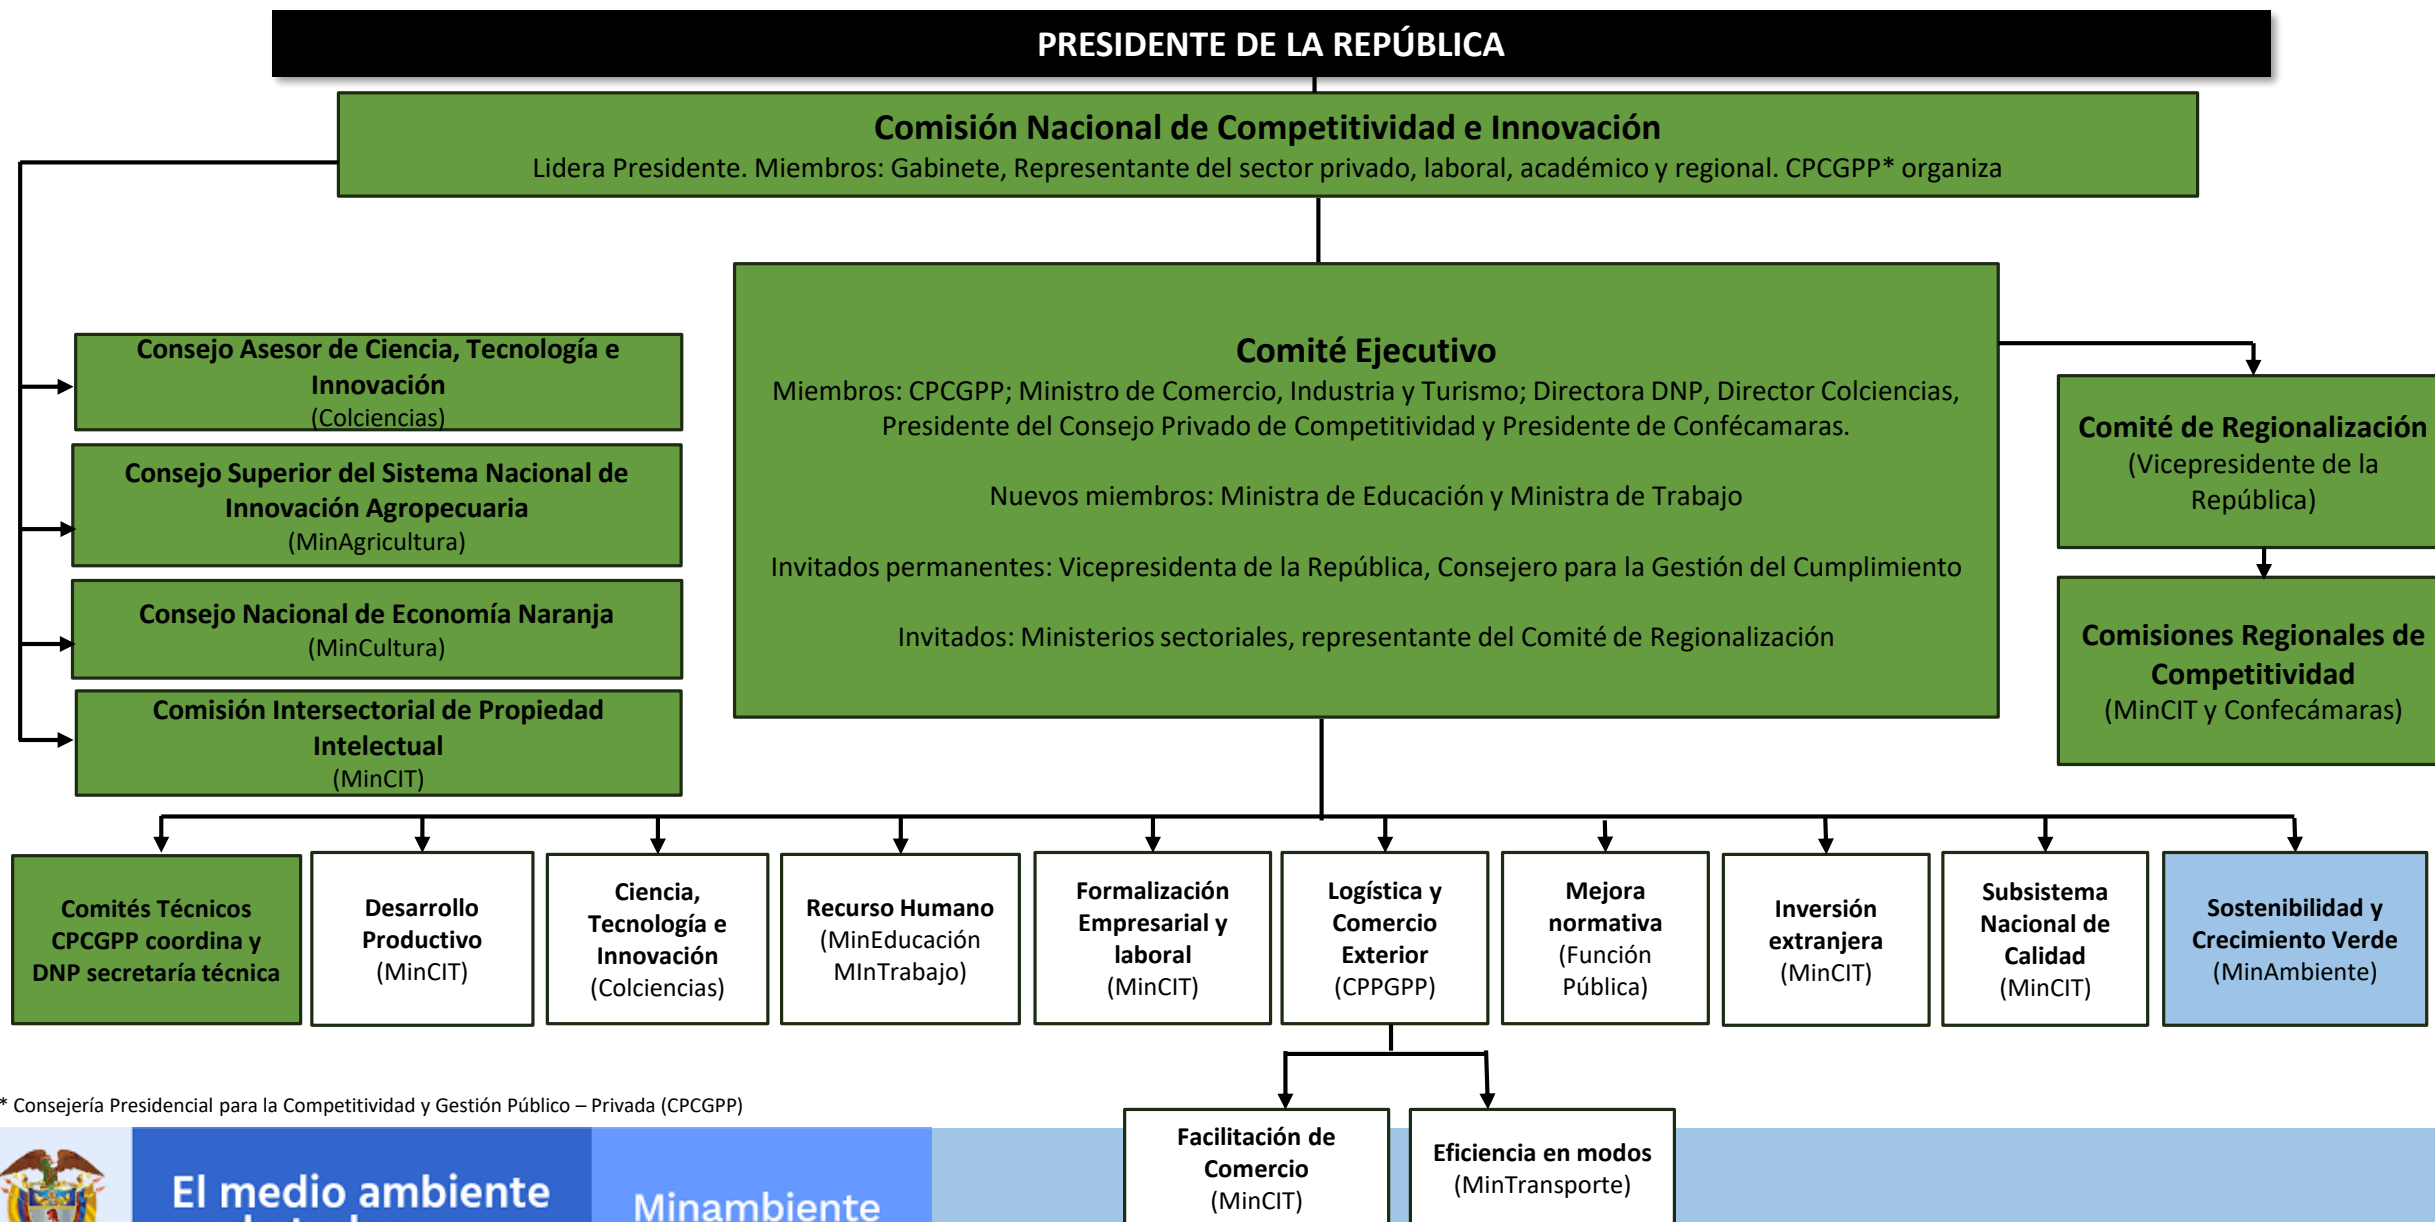 PRESIDENTE DE LA REPÚBLICA
Comisión Nacional de Competitividad e Innovación
Lidera Presidente. Miembros: Gabinete, Representante del sector privado, laboral, académico y regional. CPCGPP* organiza
Consejo Asesor de Ciencia, Tecnología e
Innovación
(Colciencias)
Consejo Superior del Sistema Nacional de
Innovación Agropecuaria
(MinAgricultura)
Consejo Nacional de Economía Naranja
(MinCultura)
Comisión Intersectorial de Propiedad
Intelectual
(MinCIT)
Comité Ejecutivo
Miembros: CPCGPP; Ministro de Comercio, Industria y Turismo; Directora DNP, Director Colciencias,
Presidente del Consejo Privado de Competitividad y Presidente de Confécamaras.
Nuevos miembros: Ministra de Educación y Ministra de Trabajo
Invitados permanentes: Vicepresidenta de la República, Consejero para la Gestión del Cumplimiento
Invitados: Ministerios sectoriales, representante del Comité de Regionalización
Comité de Regionalización
(Vicepresidente de la
República)
Comisiones Regionales de
Competitividad
(MinCIT y Confecámaras)
Comités Técnicos
CPCGPP coordina y
DNP secretaría técnica
Desarrollo
Productivo
(MinCIT)
Ciencia,
Tecnología e
Innovación
(Colciencias)
Recurso Humano
(MinEducación
MInTrabajo)
Formalización
Empresarial y
laboral
(MinCIT)
Logística y
Comercio
Exterior
(CPPGPP)
Mejora
normativa
(Función
Pública)
Inversión
extranjera
(MinCIT)
Subsistema
Nacional de
Calidad
(MinCIT)
Sostenibilidad y
Crecimiento Verde
(MinAmbiente)
Facilitación de
Comercio
(MinCIT)
Eficiencia en modos
(MinTransporte)
* Consejería Presidencial para la Competitividad y Gestión Público – Privada (CPCGPP)
El medio ambiente
Minambiente